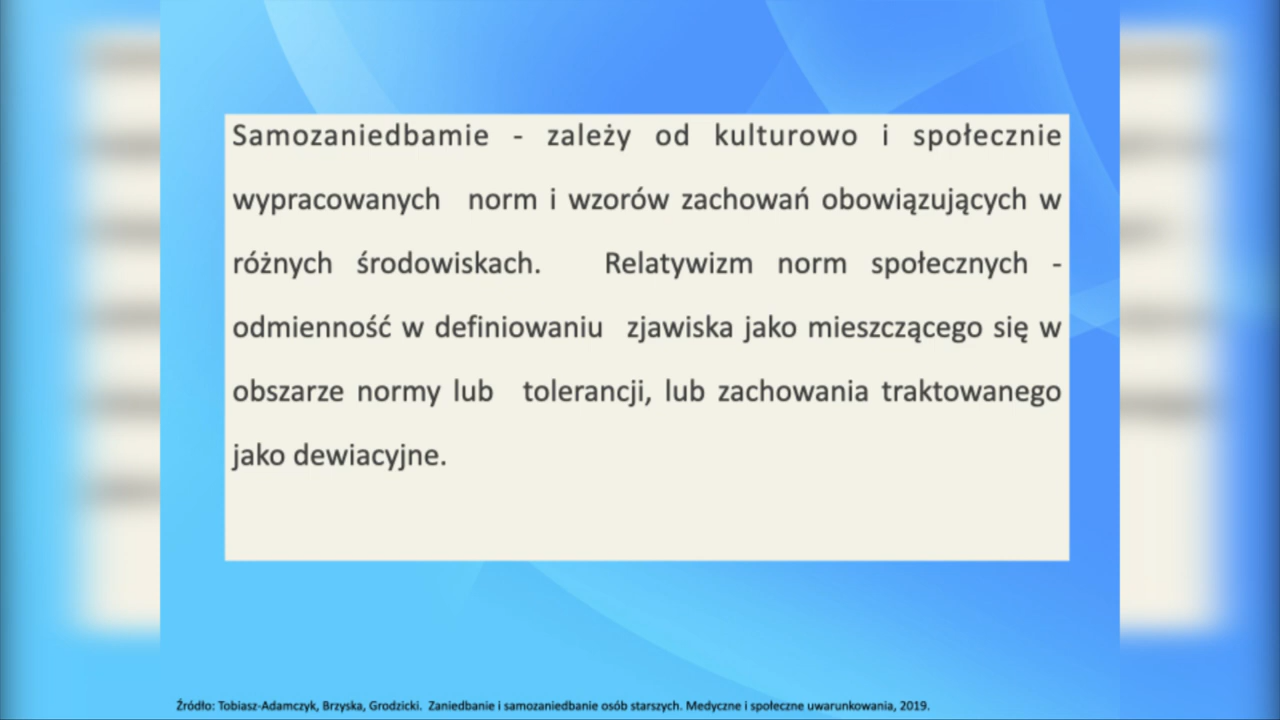 Samozaniedbamie - zależy od kulturowo i społecznie
wypracowanych norm i wzorów zachowań obowiązujących w
różnych środowiskach. Relatywizm norm społecznych -
odmienność w definiowaniu zjawiska jako mieszczącego się w
obszarze normy lub tolerancji, lub zachowania traktowanego
jako dewiacyjne.
Źródło: Tobiasz-Adamczyk, Brzyska, Grodzicki. Zaniedbanie i samozaniedbanie osób starszych. Medyczne i społeczne uwarunkowania, 2019.